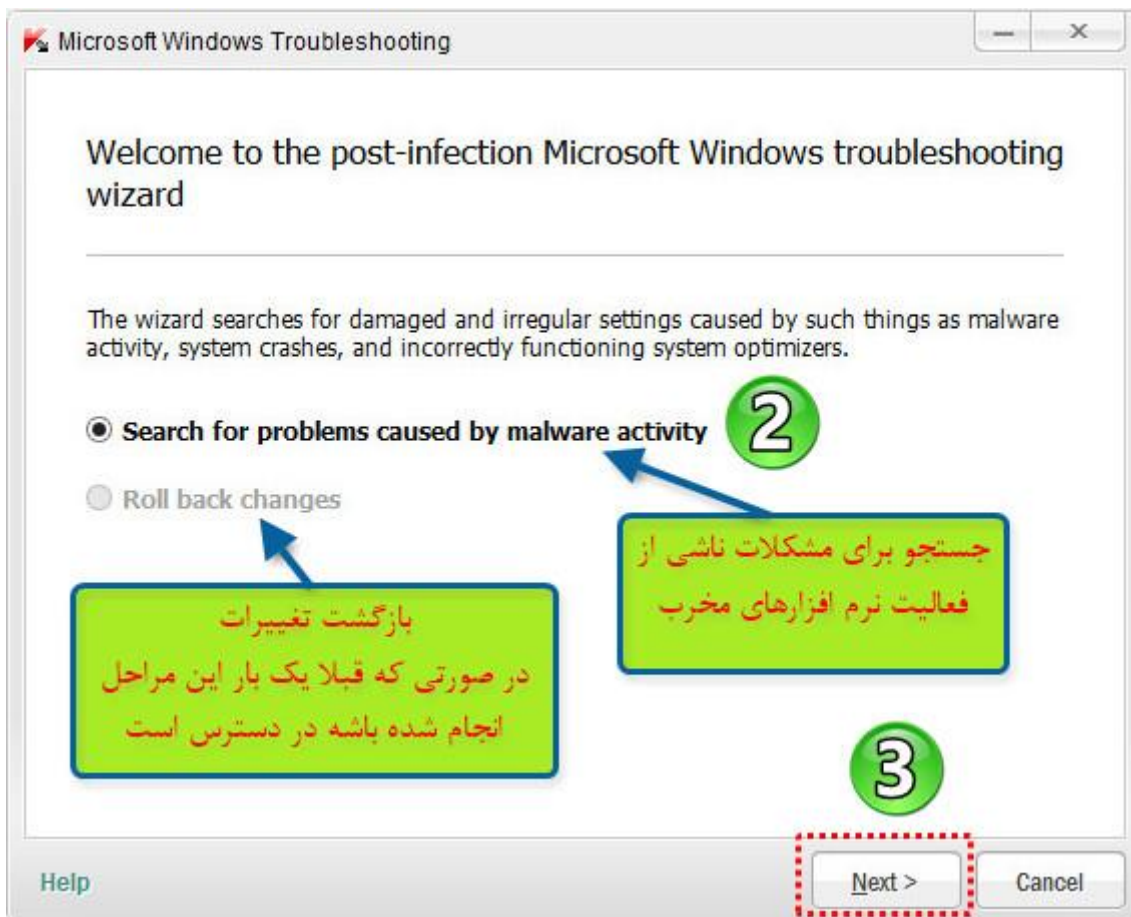 Microsoft Windows Troubleshooting
Welcome to the post-infection Microsoft Windows troubleshooting
wizard
The wizard searches for damaged and irregular settings caused by such things as malware
activity, system crashes, and incorrectly functioning system optimizers.
Search for problems caused by malware activity
2
Roll back changes
جستجو برای مشکلات ناشی از
فعالیت نرم افزارهای مخرب
بازگشت تغییرات
در صورتی که قبلا یک بار این مراحل
انجام شده باشه در دسترس است
3
Help
Next >
Cancel